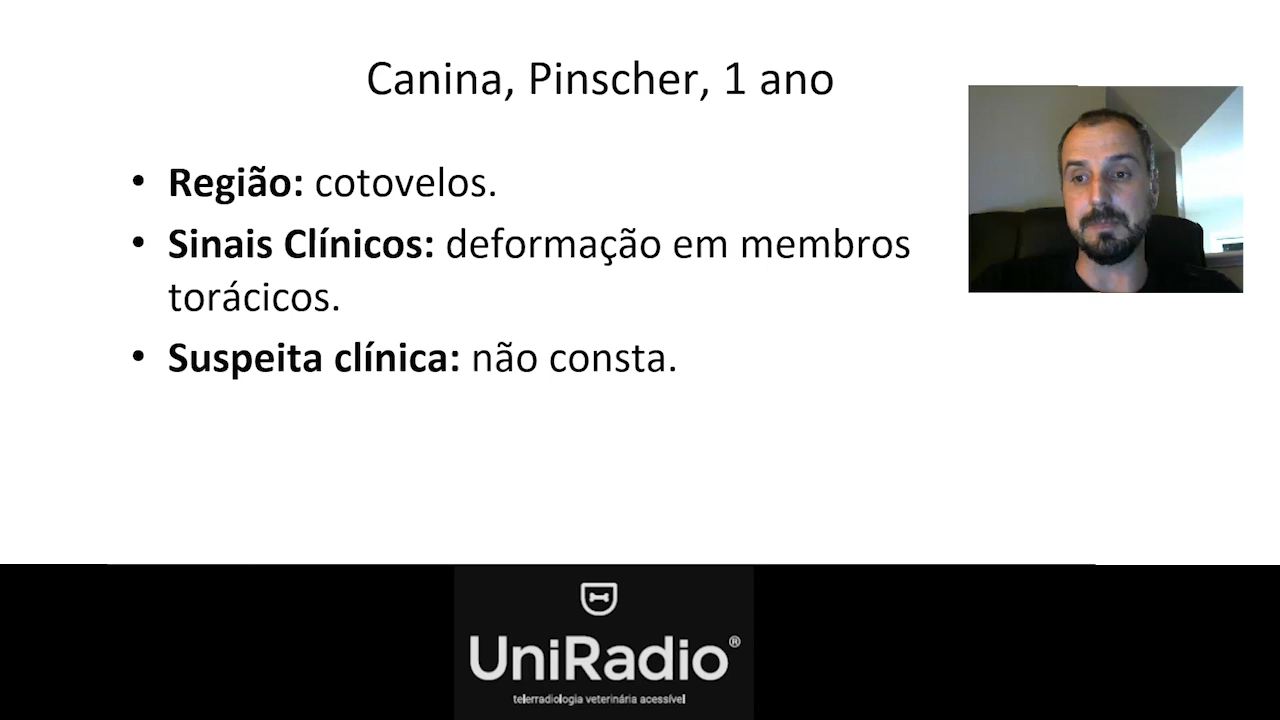 Canina, Pinscher, 1 ano
• Região: cotovelos.
• Sinais Clínicos: deformação em membros
torácicos.
• Suspeita clínica: não consta.
UniRadio®
telerradiologia veterinária acessível